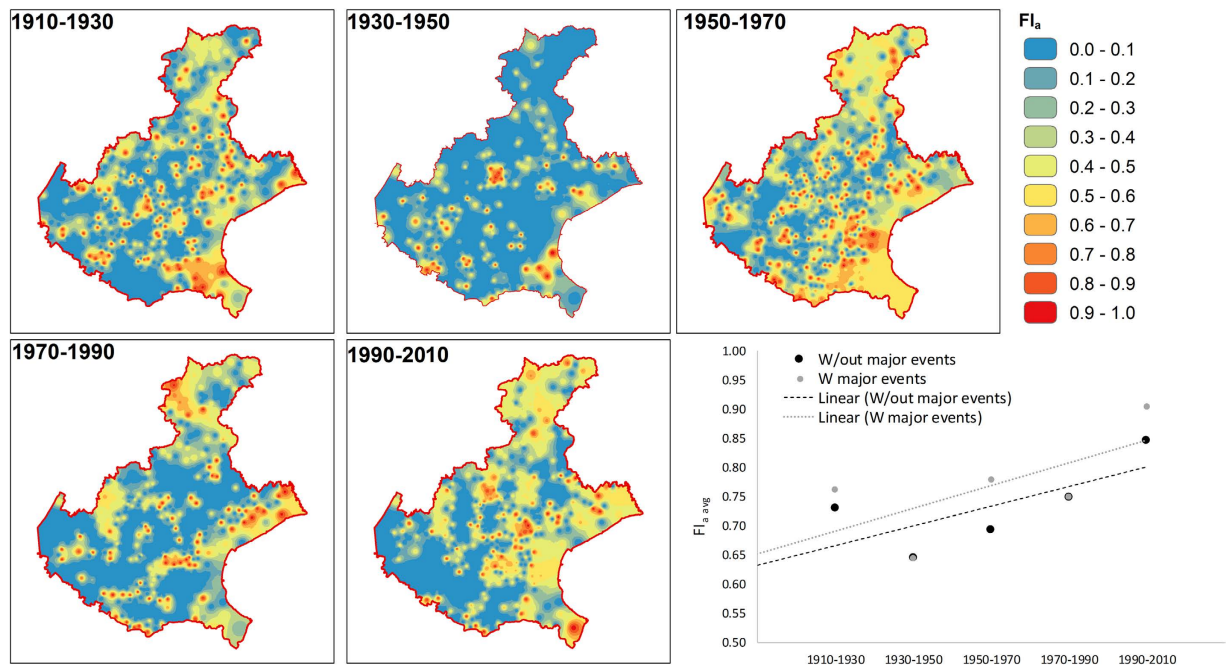 1910-1930
1930-1950
1950-1970
FIa
0.0 - 0.1
0.1 - 0.2
0.2 - 0.3
0.3 - 0.4
0.4 - 0.5
0.5 - 0.6
0.6 - 0.7
0.7 - 0.8
0.8 - 0.9
0.9 - 1.0
1970-1990
1990-2010
W/out major events
W major events
Linear (W/out major events)
Linear (W major events)
FIa avg
1.00
0.95
0.90
0.85
0.80
0.75
0.70
0.65
0.60
0.55
0.50
1910-1930
1930-1950
1950-1970
1970-1990
1990-2010